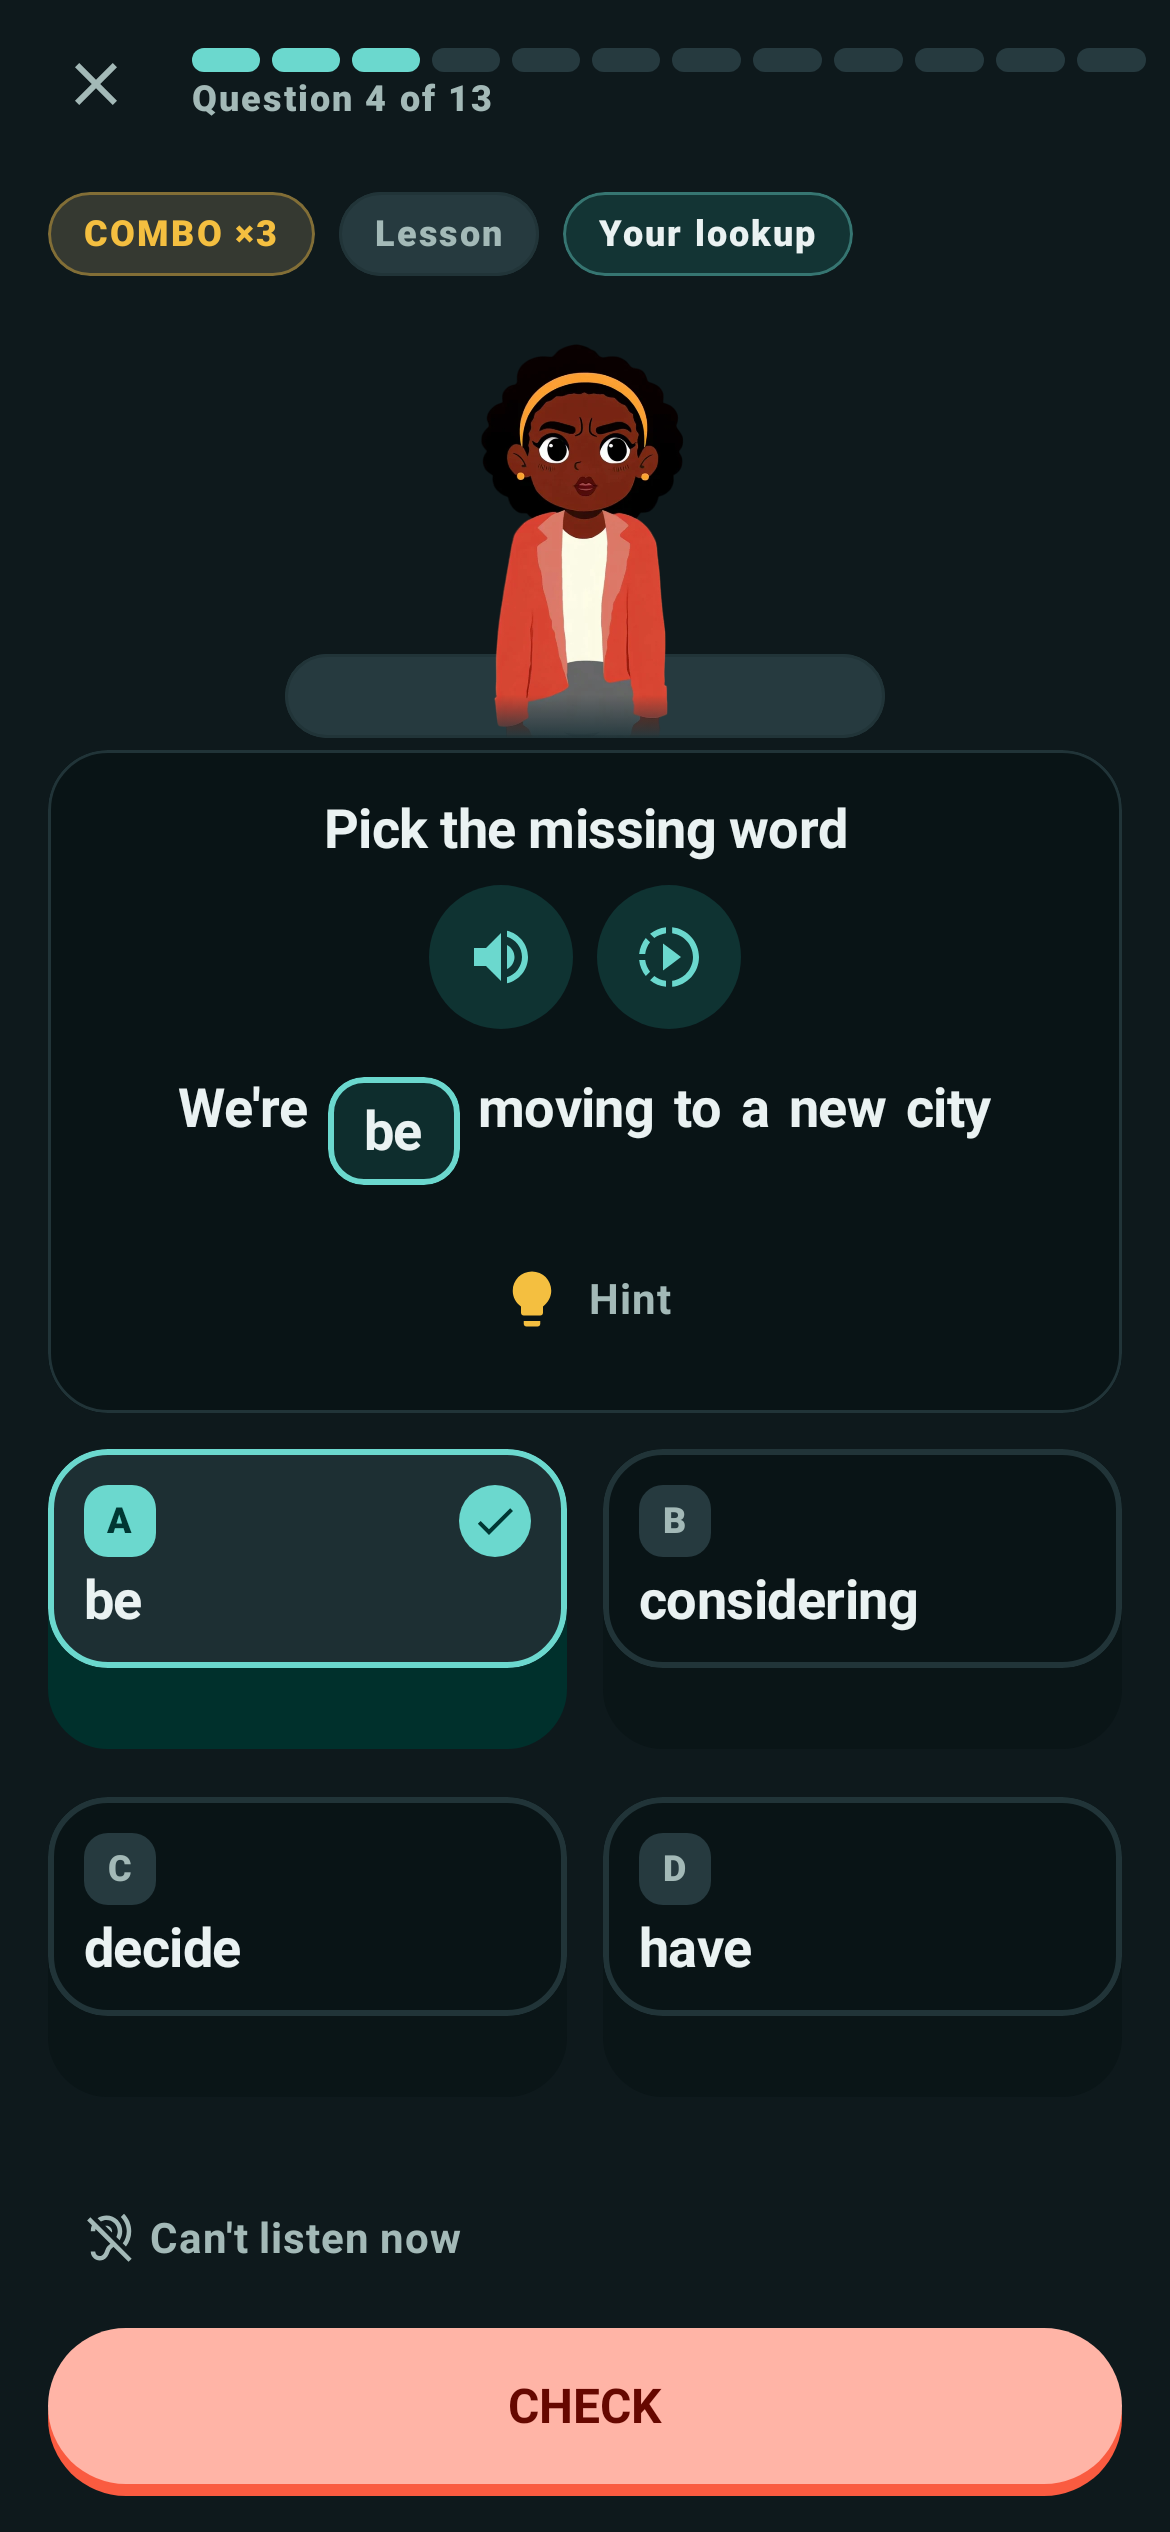 Question 4 of 13
COMBO ×3 Lesson Your lookup
Pick the missing word
We're be moving to a new city
Hint
A
be
B
considering
C
decide
D
have
Can't listen now
CHECK